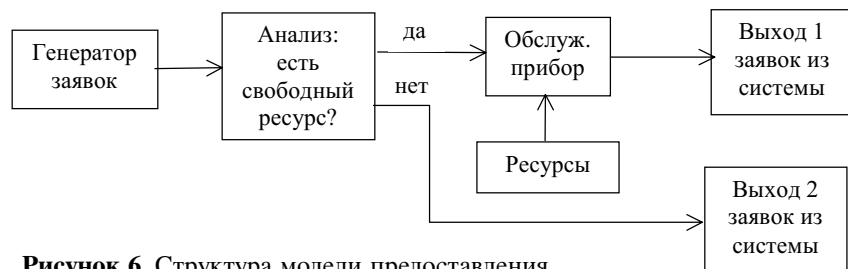 Генератор
заявок
Анализ:
есть
свободный
ресурс?
да
нет
Обслуж.
прибор
Ресурсы
Выход 1
заявок из
системы
Выход 2
заявок из
системы
Рисунок 6. Структура модели предоставления